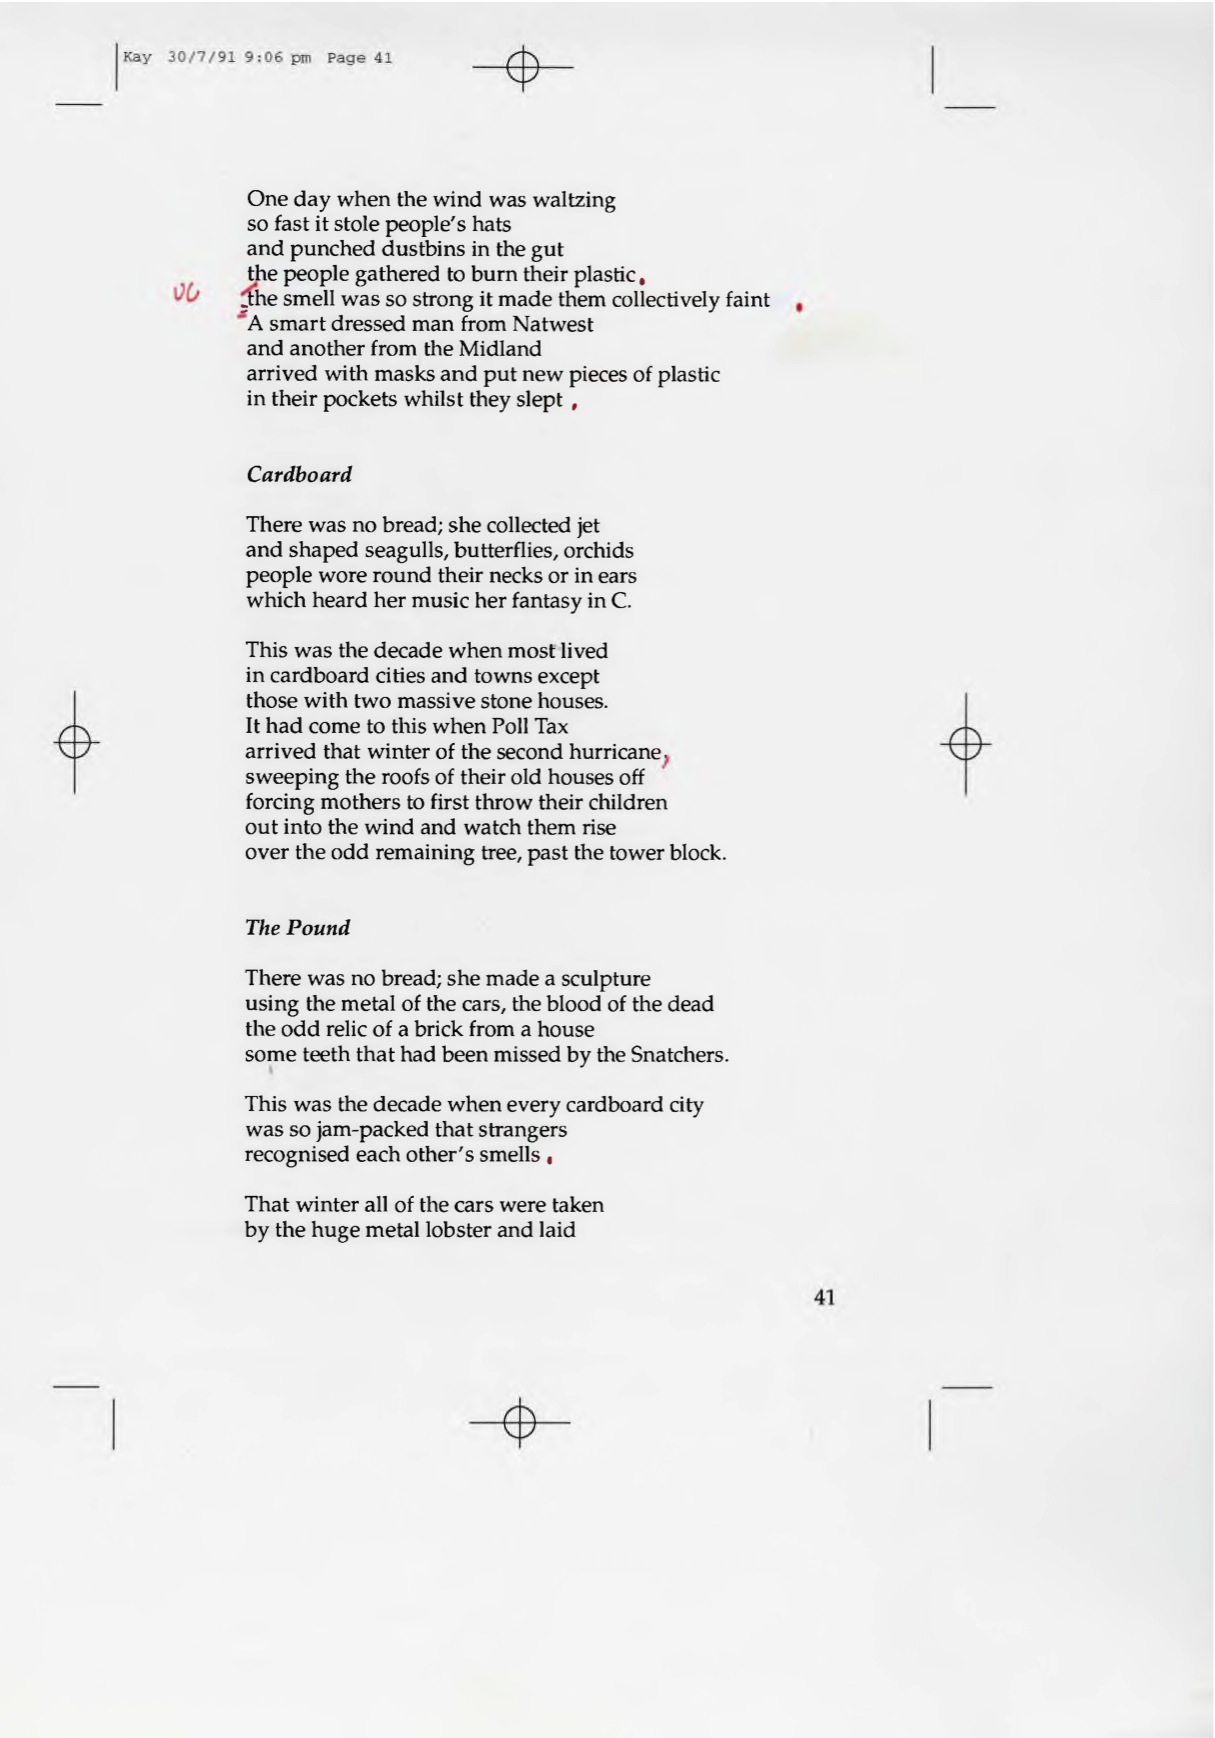 Kay 30/7/91 9:06 pm Page 41
One day when the wind was waltzing
so fast it stole people's hats
and punched dustbins in the gut
the people gathered to burn their plastic.
UC the smell was so strong it made them collectively faint .
A smart dressed man from Natwest
and another from the Midland
arrived with masks and put new pieces of plastic
in their pockets whilst they slept .
Cardboard
There was no bread; she collected jet
and shaped seagulls, butterflies, orchids
people wore round their necks or in ears
which heard her music her fantasy in C.
This was the decade when most lived
in cardboard cities and towns except
those with two massive stone houses.
It had come to this when Poll Tax
arrived that winter of the second hurricane,
sweeping the roofs of their old houses off
forcing mothers to first throw their children
out into the wind and watch them rise
over the odd remaining tree, past the tower block.
The Pound
There was no bread; she made a sculpture
using the metal of the cars, the blood of the dead
the odd relic of a brick from a house
some teeth that had been missed by the Snatchers.
This was the decade when every cardboard city
was so jam-packed that strangers
recognised each other's smells .
That winter all of the cars were taken
by the huge metal lobster and laid
41